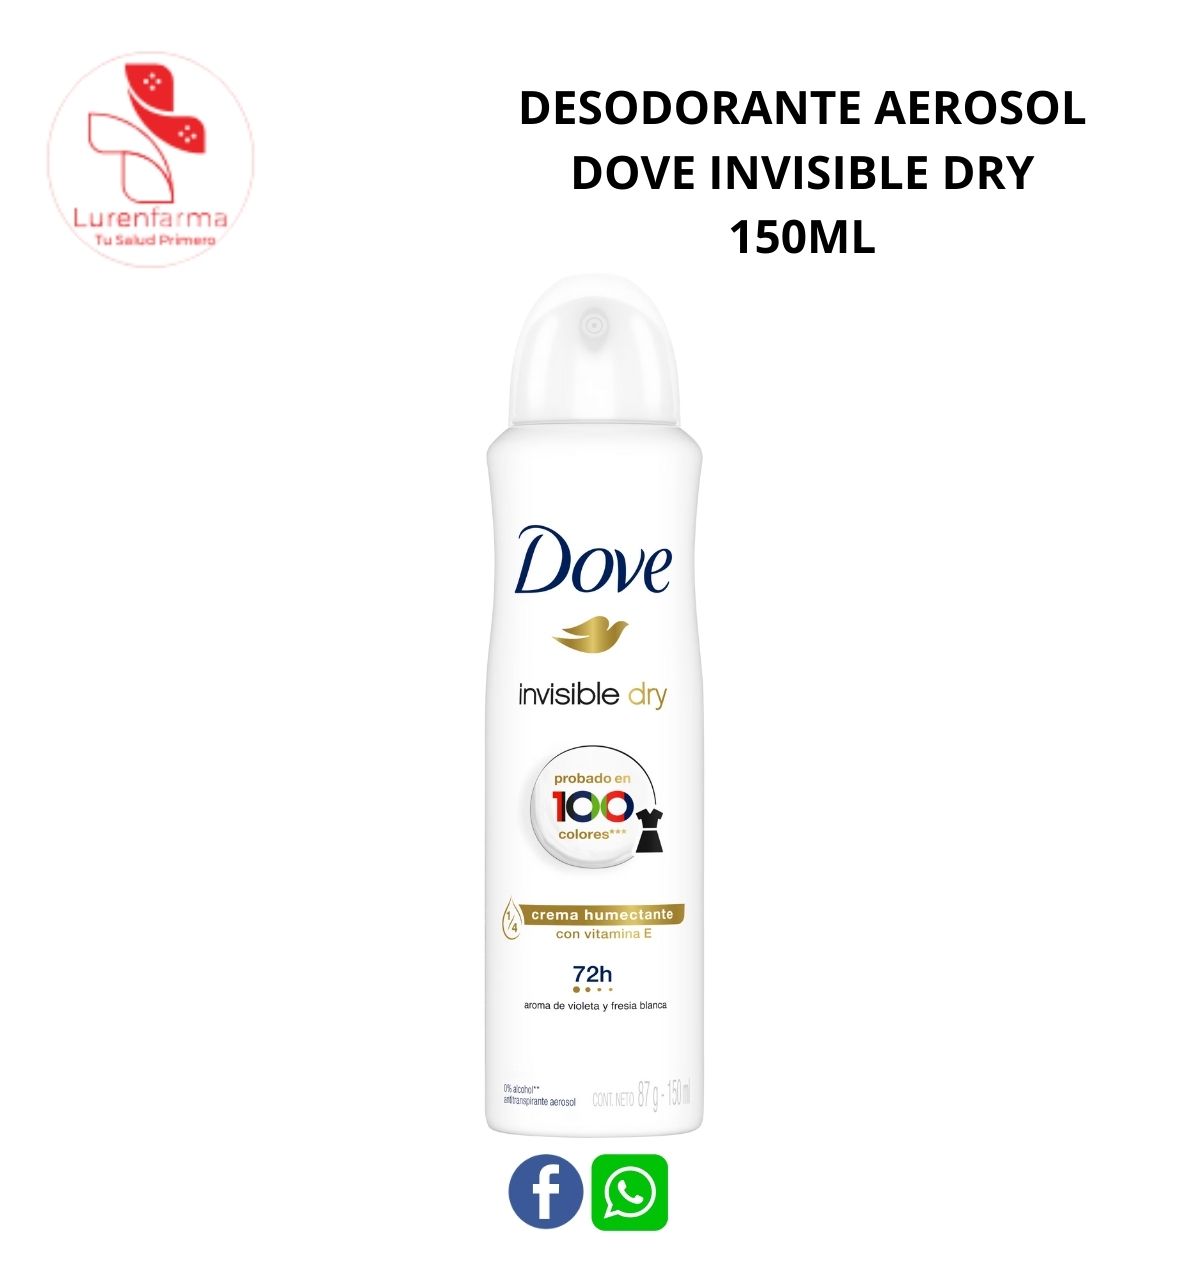 Lurenfarma
Tu Salud Primero
DESODORANTE AEROSOL
DOVE INVISIBLE DRY
150ML
Dove
invisible dry
probado en
100
colores***
1/4
crema humectante
con vitamina E
72h
aroma de violeta y fresia blanca
0% alcohol**
antitranspirante aerosol
CONT. NETO 87 g - 150 ml